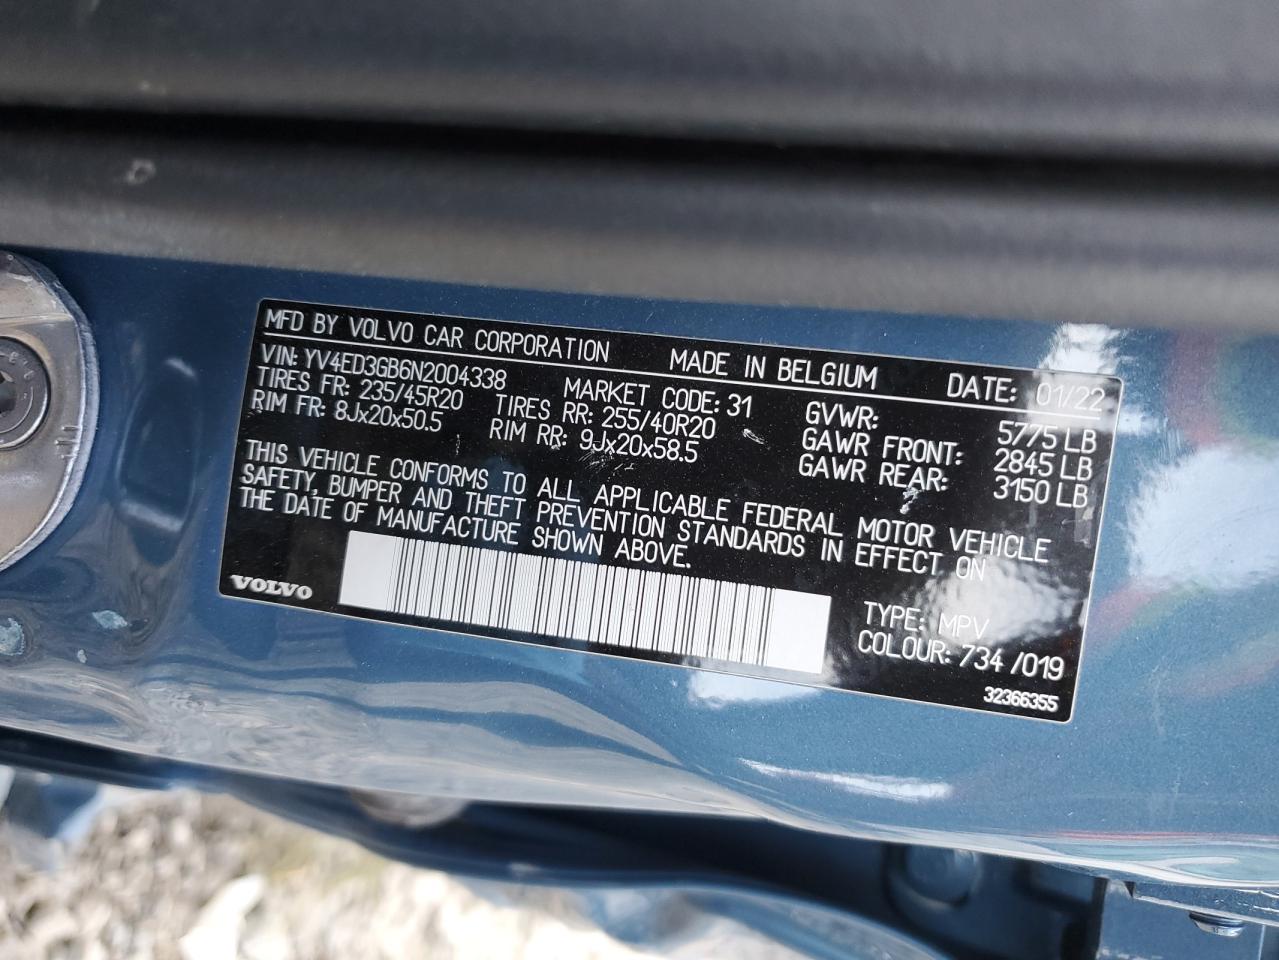 MFD BY VOLVO CAR CORPORATION MADE IN BELGIUM DATE: 01/22
VIN: YV4ED3GB6N2004338 MARKET CODE: 31 GVWR: 5775 LB
TIRES FR: 235/45R20 TIRES RR: 255/40R20 GAWR FRONT: 2845 LB
RIM FR: 8Jx20x50.5 RIM RR: 9Jx20x58.5 GAWR REAR: 3150 LB
THIS VEHICLE CONFORMS TO ALL APPLICABLE FEDERAL MOTOR VEHICLE
SAFETY, BUMPER AND THEFT PREVENTION STANDARDS IN EFFECT ON
THE DATE OF MANUFACTURE SHOWN ABOVE.
VOLVO
TYPE: MPV
COLOUR: 734 /019
32366355